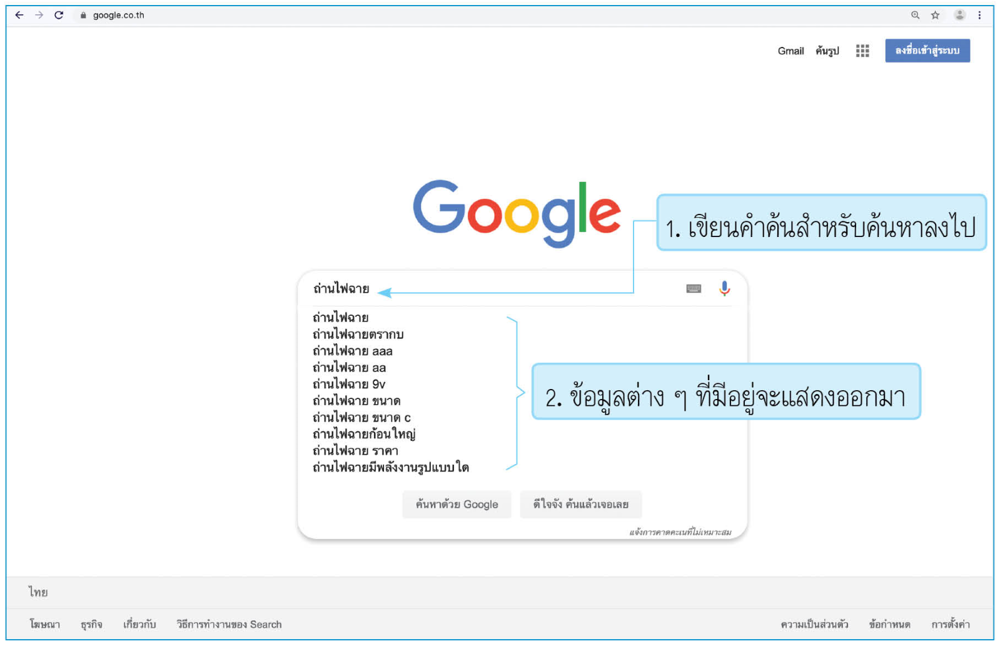 google.co.th
Gmail ค้นรูป ลงชื่อเข้าสู่ระบบ
Google
1. เขียนคำค้นสำหรับค้นหาลงไป
ถ่านไฟฉาย
ถ่านไฟฉาย
ถ่านไฟฉายตรากบ
ถ่านไฟฉาย aaa
ถ่านไฟฉาย aa
ถ่านไฟฉาย 9v
ถ่านไฟฉาย ขนาด
ถ่านไฟฉาย ขนาด c
ถ่านไฟฉายก้อนใหญ่
ถ่านไฟฉาย ราคา
ถ่านไฟฉายมีพลังงานรูปแบบใด
2. ข้อมูลต่าง ๆ ที่มีอยู่จะแสดงออกมา
ค้นหาด้วย Google ดีใจจัง ค้นแล้วเจอเลย
แจ้งการคาดคะเนที่ไม่เหมาะสม
ไทย
โฆษณา ธุรกิจ เกี่ยวกับ วิธีการทำงานของ Search ความเป็นส่วนตัว ข้อกำหนด การตั้งค่า